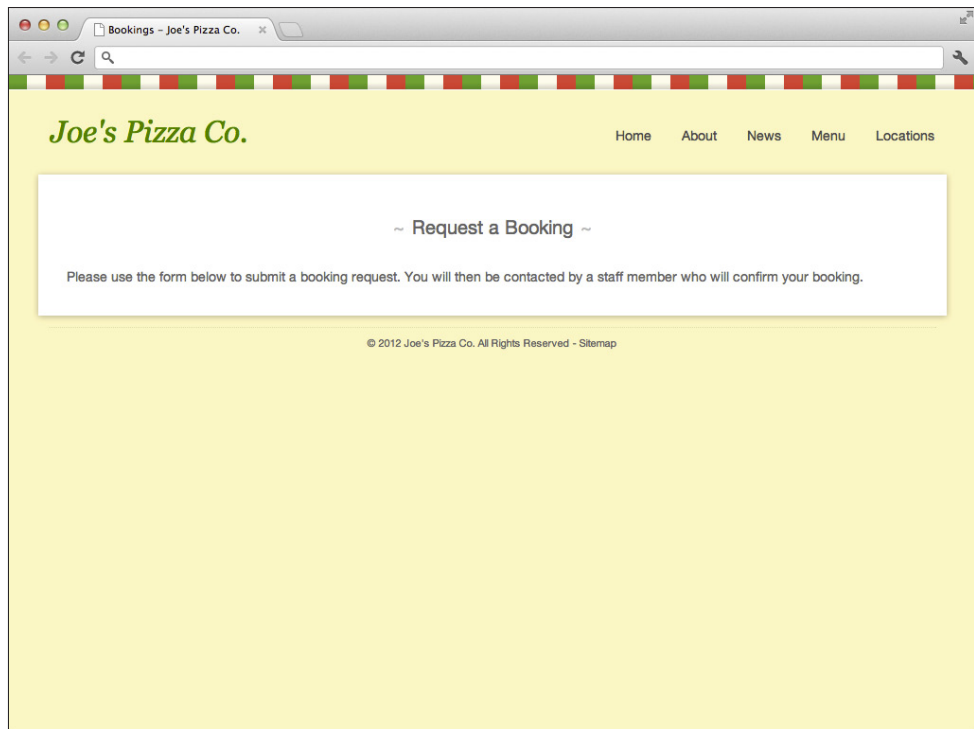 Bookings – Joe's Pizza Co.
Joe's Pizza Co.
Home About News Menu Locations
~ Request a Booking ~
Please use the form below to submit a booking request. You will then be contacted by a staff member who will confirm your booking.
© 2012 Joe's Pizza Co. All Rights Reserved - Sitemap